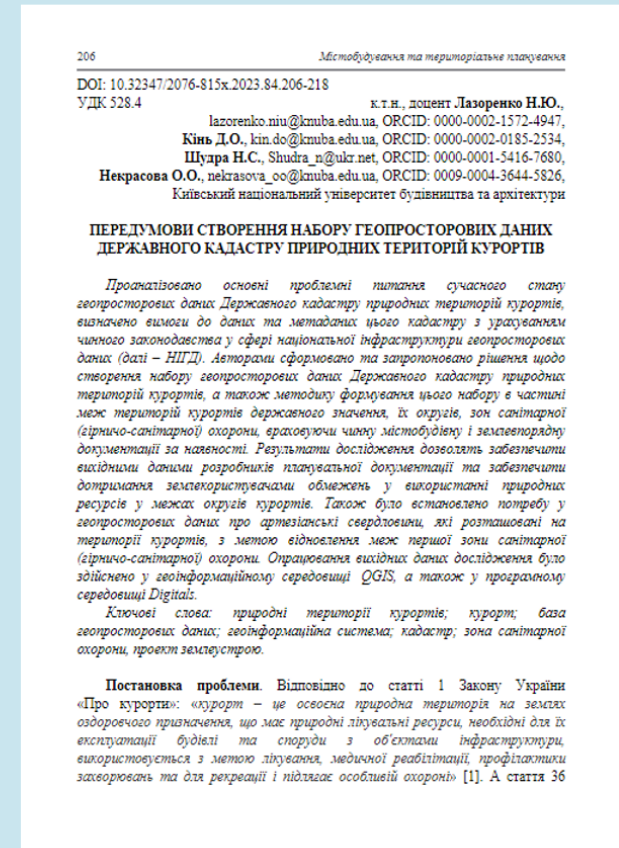 206 Містобудування та територіальне планування
DOI: 10.32347/2076-815x.2023.84.206-218
УДК 528.4 к.т.н., доцент Лазоренко Н.Ю.,
lazorenko.niu@knuba.edu.ua, ORCID: 0000-0002-1572-4947,
Кінь Д.О., kin.do@knuba.edu.ua, ORCID: 0000-0002-0185-2534,
Шудра Н.С., Shudra_n@ukr.net, ORCID: 0000-0001-5416-7680,
Некрасова О.О., nekrasova_oo@knuba.edu.ua, ORCID: 0009-0004-3644-5826,
Київський національний університет будівництва та архітектури
ПЕРЕДУМОВИ СТВОРЕННЯ НАБОРУ ГЕОПРОСТОРОВИХ ДАНИХ
ДЕРЖАВНОГО КАДАСТРУ ПРИРОДНИХ ТЕРИТОРІЙ КУРОРТІВ
Проаналізовано основні проблемні питання сучасного стану
геопросторових даних Державного кадастру природних територій курортів,
визначено вимоги до даних та метаданих цього кадастру з урахуванням
чинного законодавства у сфері національної інфраструктури геопросторових
даних (далі – НІГД). Авторами сформовано та запропоновано рішення щодо
створення набору геопросторових даних Державного кадастру природних
територій курортів, а також методику формування цього набору в частині
меж територій курортів державного значення, їх округів, зон санітарної
(гірничо-санітарної) охорони, враховуючи чинну містобудівну і землевпорядну
документації за наявності. Результати дослідження дозволять забезпечити
вихідними даними розробників планувальної документації та забезпечити
дотримання землекористувачами обмежень у використанні природних
ресурсів у межах округів курортів. Також було встановлено потребу у
геопросторових даних про артезіанські свердловини, які розташовані на
території курортів, з метою відновлення меж першої зони санітарної
(гірничо-санітарної) охорони. Опрацювання вихідних даних дослідження було
здійснено у геоінформаційному середовищі QGIS, а також у програмному
середовищі Digitals.
Ключові слова: природні території курортів; курорт; база
геопросторових даних; геоінформаційна система; кадастр; зона санітарної
охорони, проект землеустрою.
Постановка проблеми. Відповідно до статті 1 Закону України
«Про курорти»: «курорт – це освоєна природна територія на землях
оздоровчого призначення, що має природні лікувальні ресурси, необхідні для їх
експлуатації будівлі та споруди з об'єктами інфраструктури,
використовується з метою лікування, медичної реабілітації, профілактики
захворювань та для рекреації і підлягає особливій охороні» [1]. А стаття 36